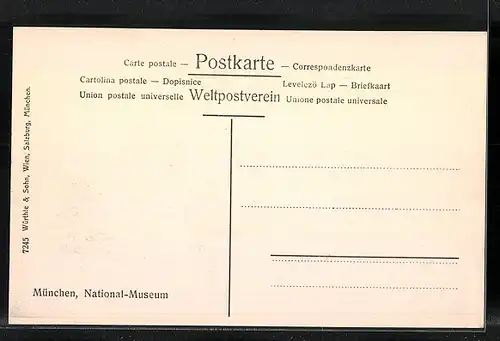 Carte postale — Postkarte — Correspondenzkarte
Cartolina postale — Dopisnice Levelező Lap — Briefkaart
Union postale universelle Weltpostverein Unione postale universale
7245 Würthle & Sohn, Wien, Salzburg, München.
München, National-Museum